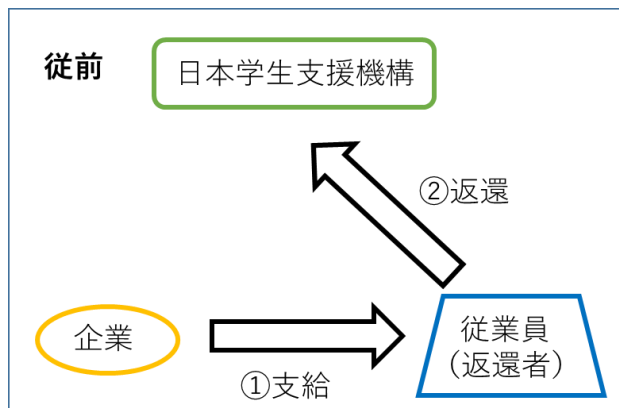 従前
日本学生支援機構
②返還
企業
従業員
（返還者）
①支給